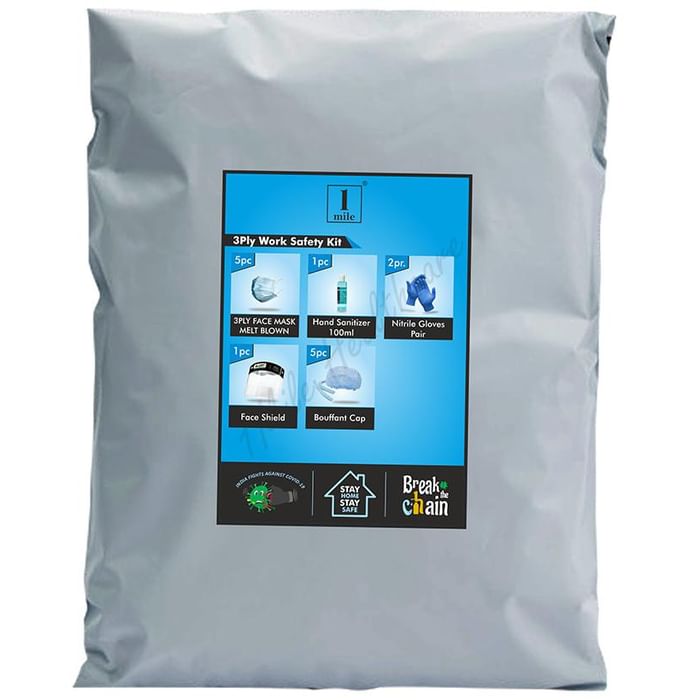 1
®
mile
3Ply Work Safety Kit
5pc
1pc
2pr.
3PLY FACE MASK
MELT BLOWN
Hand Sanitizer
100ml
Nitrile Gloves
Pair
1pc
5pc
Face Shield
Bouffant Cap
1Mile Healthcare
INDIA FIGHTS AGAINST COVID-19
STAY
HOME
STAY
SAFE
Break
the
chain